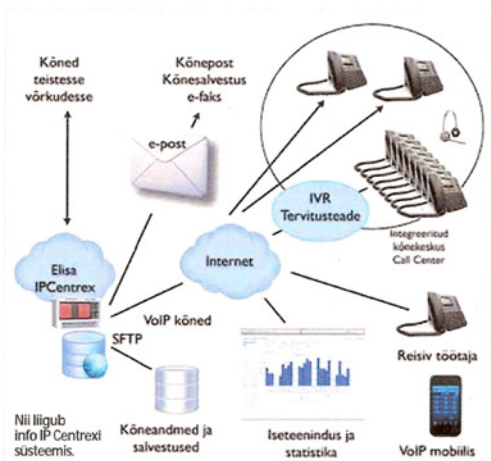 Kõned
teistesse
võrkudesse
Kõnepost
Kõnesalvestus
e-faks
e-post
IVR
Tervitusteade
Integreeritud
kõnekeskus
Call Center
Elisa
IPCentrex
Internet
VoIP kõned
SFTP
Reisiv töötaja
Nii liigub
info IP Centrexi
süsteemis.
Kõneandmed ja
salvestused
Iseteenindus ja
statistika
VoIP mobiilis